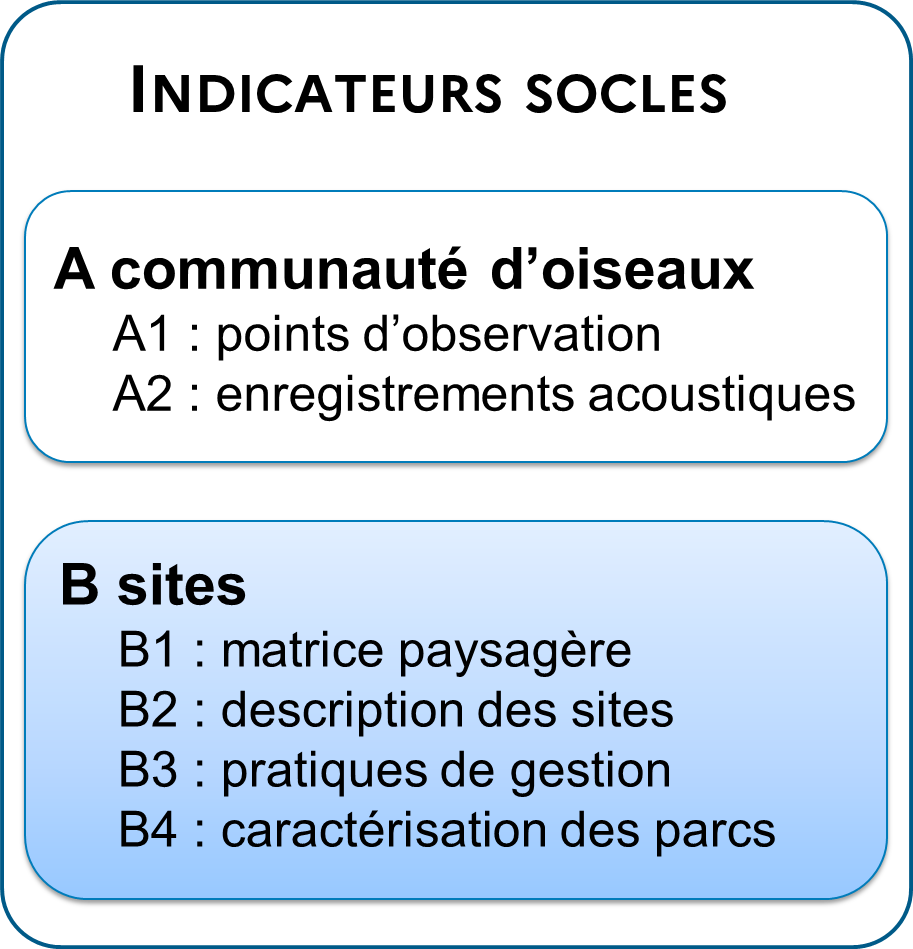 INDICATEURS SOCLES
A communauté d’oiseaux
A1 : points d’observation
A2 : enregistrements acoustiques
B sites
B1 : matrice paysagère
B2 : description des sites
B3 : pratiques de gestion
B4 : caractérisation des parcs